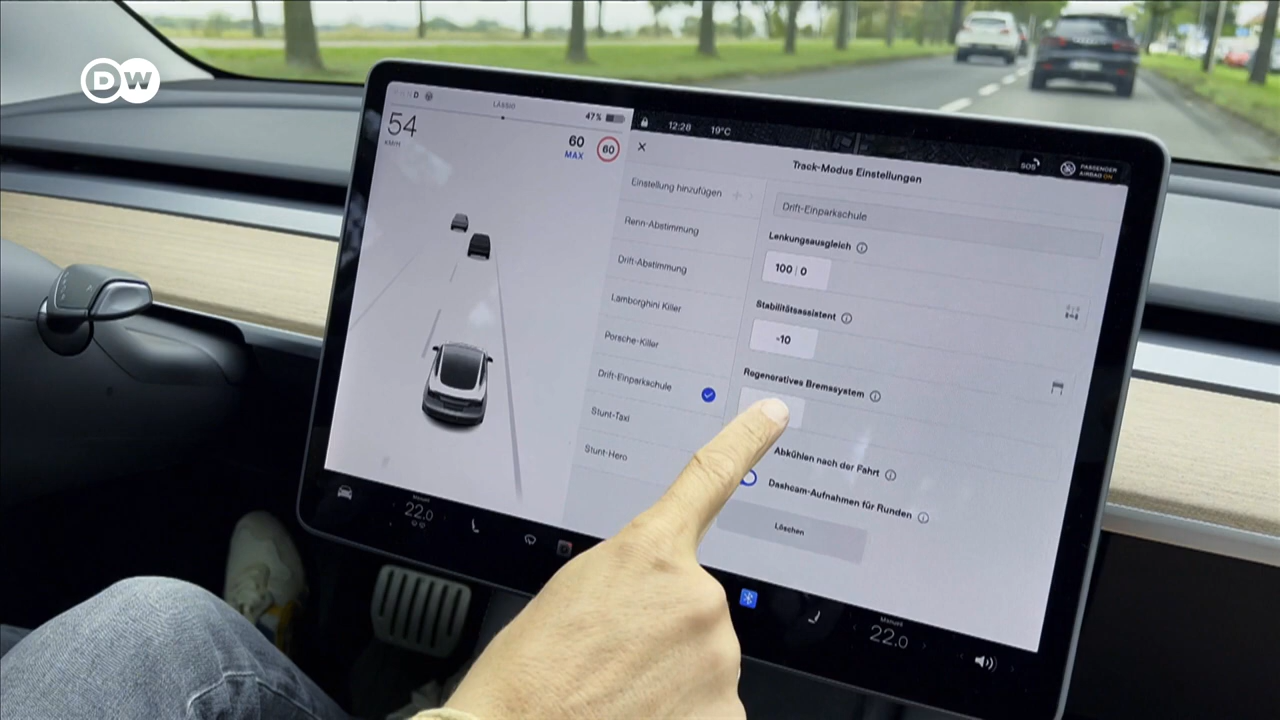 DW
D
LÄSSIG
47 %
54
KM/H
60
MAX
60
12:28
19°C
SOS
PASSENGER
AIRBAG ON
Track-Modus Einstellungen
Einstellung hinzufügen
Renn-Abstimmung
Drift-Abstimmung
Lamborghini Killer
Porsche-Killer
Drift-Einparkschule
Stunt-Taxi
Stunt-Hero
Drift-Einparkschule
Lenkungsausgleich
100 | 0
Stabilitätsassistent
-10
Regeneratives Bremssystem
Abkühlen nach der Fahrt
Dashcam-Aufnahmen für Runden
Löschen
Manuell
22.0
Manuell
22.0